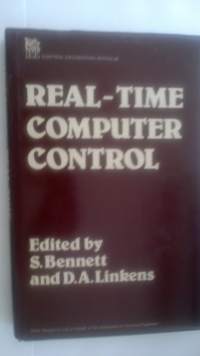 REAL-TIME
COMPUTER
CONTROL
Edited by
S. Bennett
and D.A. Linkens